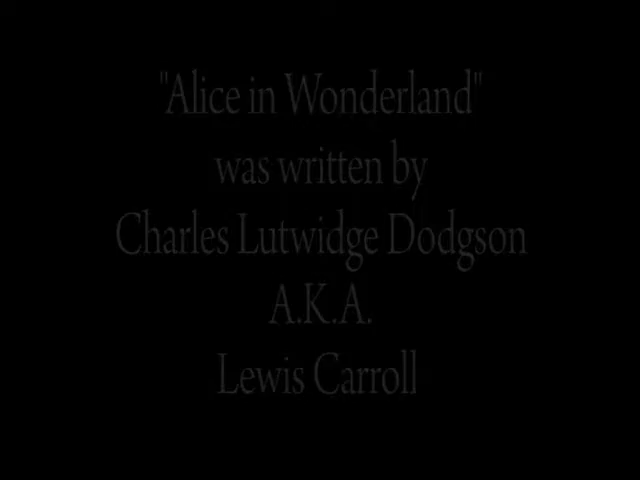 "Alice in Wonderland"
was written by
Charles Lutwidge Dodgson
A.K.A.
Lewis Carroll